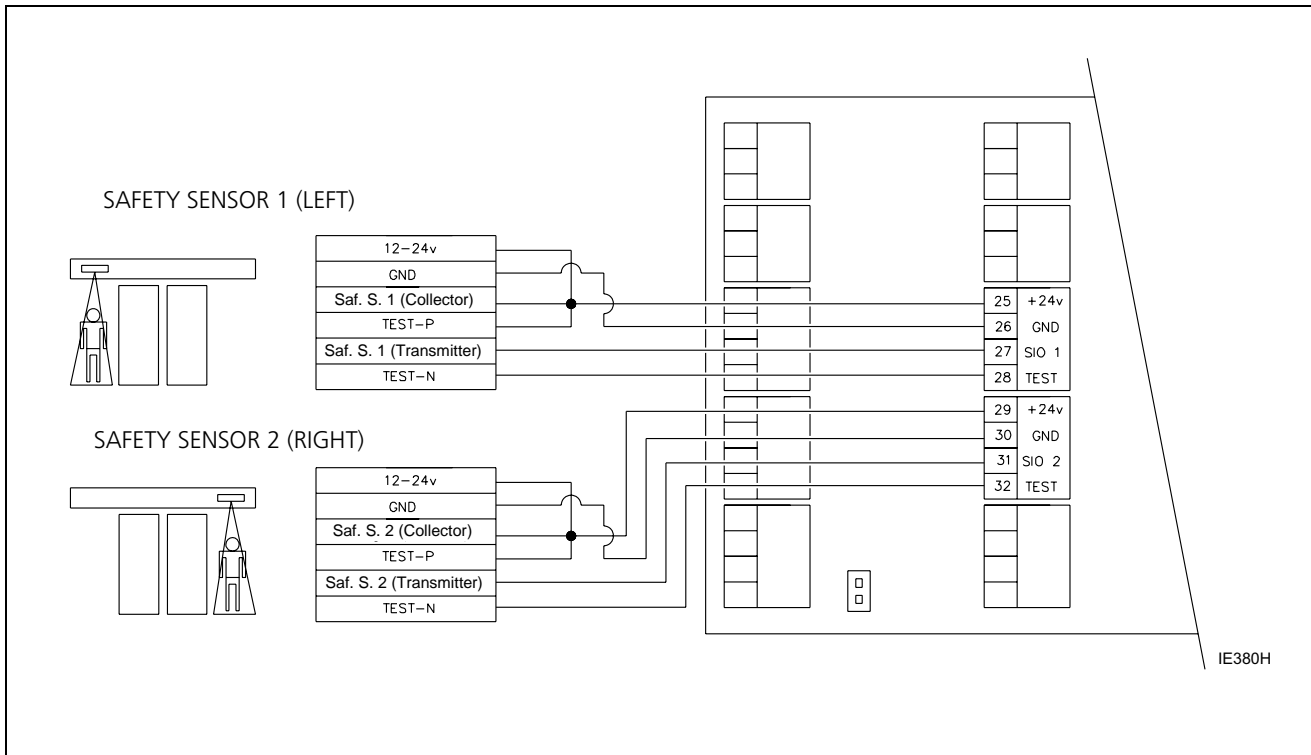 SAFETY SENSOR 1 (LEFT)
12-24v
GND
Saf. S. 1 (Collector)
TEST-P
Saf. S. 1 (Transmitter)
TEST-N
25 +24v
26 GND
27 SIO 1
28 TEST
SAFETY SENSOR 2 (RIGHT)
12-24v
GND
Saf. S. 2 (Collector)
TEST-P
Saf. S. 2 (Transmitter)
TEST-N
29 +24v
30 GND
31 SIO 2
32 TEST
IE380H